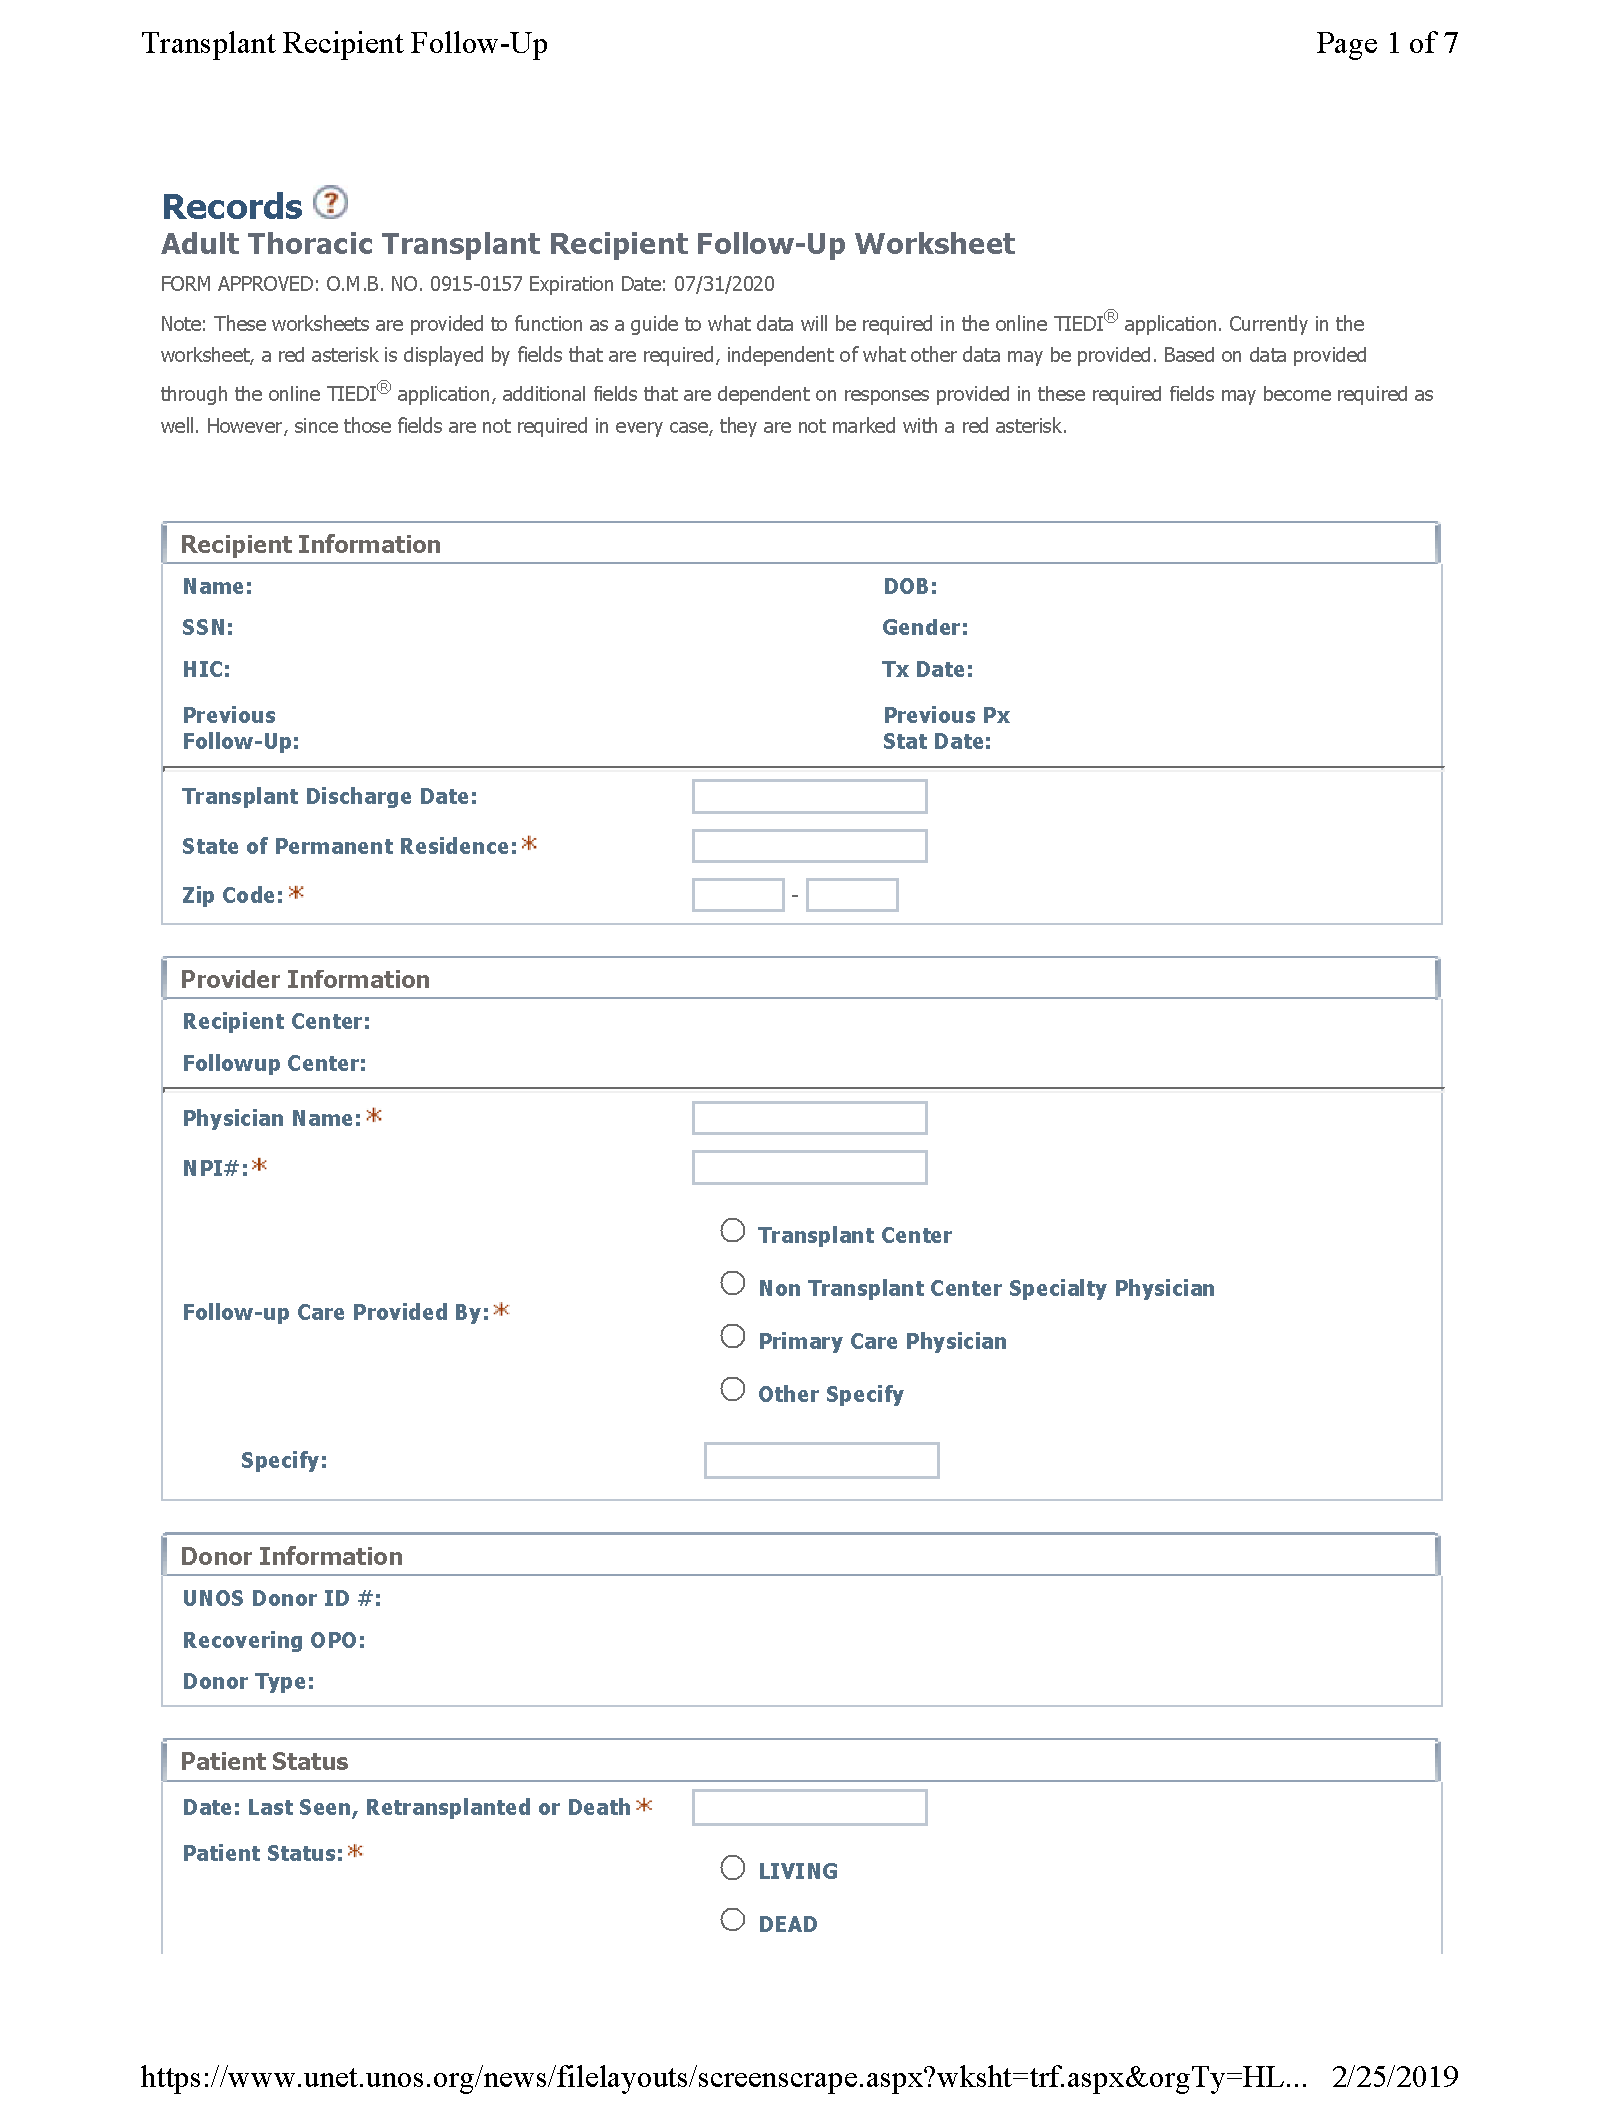 Transplant Recipient Follow-Up Page 1 of 7
Records ?
Adult Thoracic Transplant Recipient Follow-Up Worksheet
FORM APPROVED: O.M.B. NO. 0915-0157 Expiration Date: 07/31/2020
Note: These worksheets are provided to function as a guide to what data will be required in the online TIEDI® application. Currently in the
worksheet, a red asterisk is displayed by fields that are required, independent of what other data may be provided. Based on data provided
through the online TIEDI® application, additional fields that are dependent on responses provided in these required fields may become required as
well. However, since those fields are not required in every case, they are not marked with a red asterisk.
Recipient Information
Name: DOB:
SSN: Gender:
HIC: Tx Date:
Previous Previous Px
Follow-Up: Stat Date:
Transplant Discharge Date:
State of Permanent Residence:*
Zip Code:* -
Provider Information
Recipient Center:
Followup Center:
Physician Name:*
NPI#:*
Transplant Center
Non Transplant Center Specialty Physician
Follow-up Care Provided By:*
Primary Care Physician
Other Specify
Specify:
Donor Information
UNOS Donor ID #:
Recovering OPO:
Donor Type:
Patient Status
Date: Last Seen, Retransplanted or Death*
Patient Status:*
LIVING
DEAD
https://www.unet.unos.org/news/filelayouts/screenscrape.aspx?wksht=trf.aspx&orgTy=HL... 2/25/2019